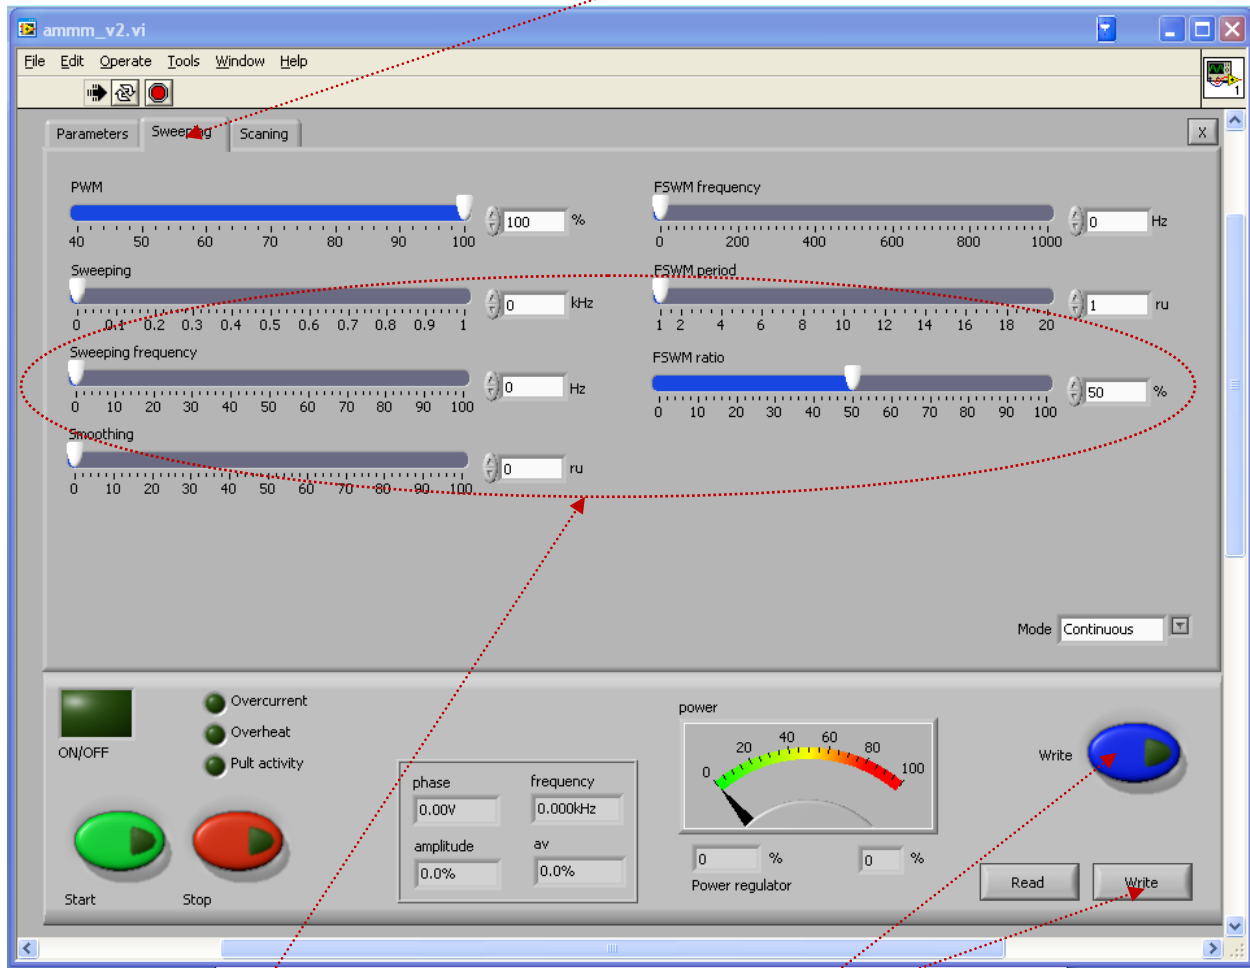 ammm_v2.vi
File Edit Operate Tools Window Help
1
Parameters Sweeping Scaning X
PWM
100 %
40 50 60 70 80 90 100
FSWM frequency
0 Hz
0 200 400 600 800 1000
Sweeping
0 kHz
0 0.1 0.2 0.3 0.4 0.5 0.6 0.7 0.8 0.9 1
FSWM period
1 ru
1 2 4 6 8 10 12 14 16 18 20
Sweeping frequency
0 Hz
0 10 20 30 40 50 60 70 80 90 100
FSWM ratio
50 %
0 10 20 30 40 50 60 70 80 90 100
Smoothing
0 ru
0 10 20 30 40 50 60 70 80 90 100
Mode Continuous
ON/OFF
Overcurrent
Overheat
Pult activity
Start Stop
phase frequency
0.00V 0.000kHz
amplitude av
0.0% 0.0%
power
0 20 40 60 80 100
0 % 0 %
Power regulator
Write
Read Write